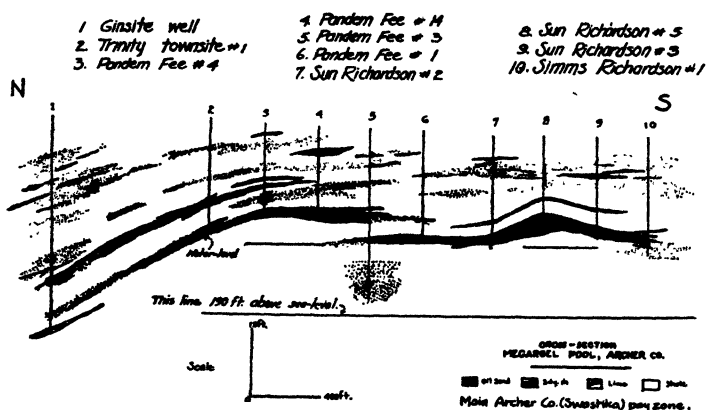 1 Ginsite well
2. Trinity townsite #1
3. Pandem Fee #4
4. Pandem Fee # 14
5 Pandem Fee # 3
6. Pandem Fee # 1
7. Sun Richardson #2
8. Sun Richardson # 5
9. Sun Richardson #3
10. Simms Richardson #1
N
S
1
2
3
4
5
6
7
8
9
10
Water-level
This line 190 ft. above sea-level.
Scale
CROSS-SECTION
MEGARGEL POOL, ARCHER CO.
Oil Sand
Lime
Shale
Main Archer Co. (Swastika) pay zone.